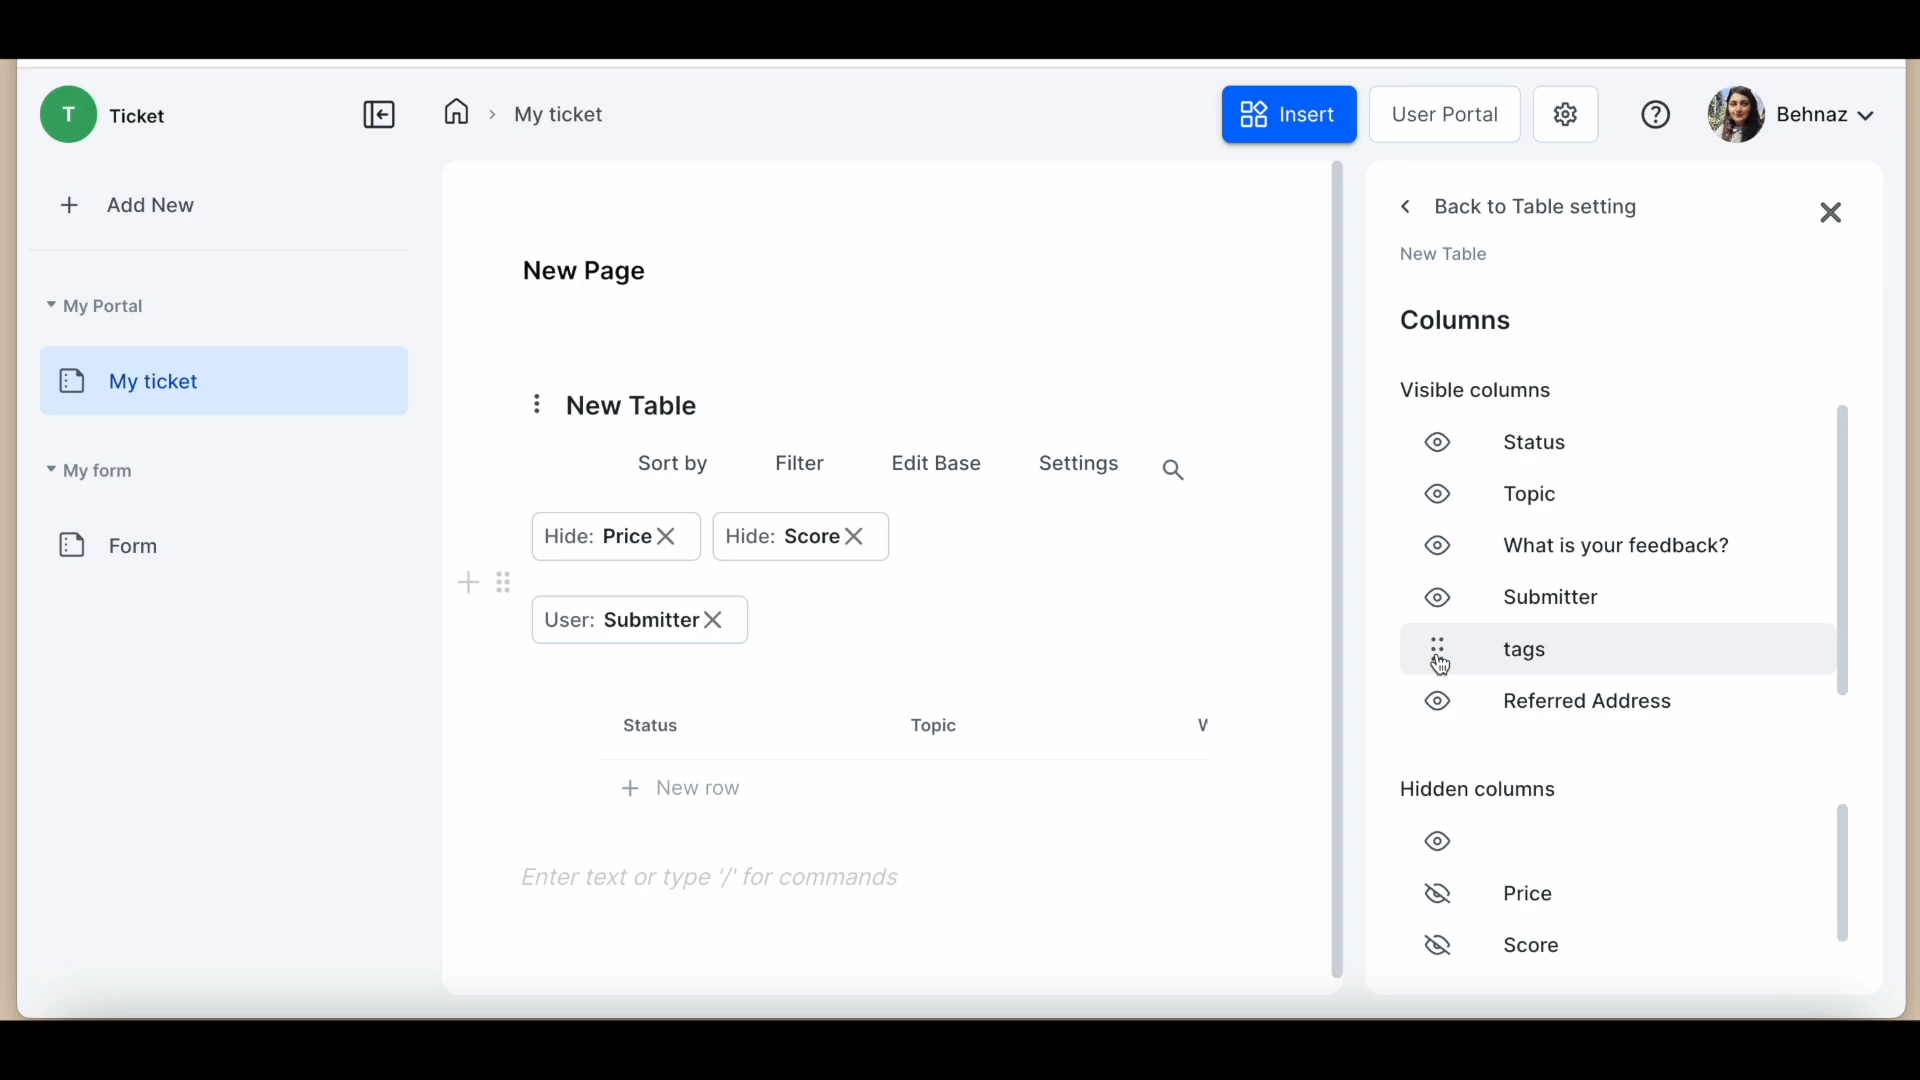 T Ticket
My ticket
Insert
User Portal
Behnaz
Add New
My Portal
My ticket
My form
Form
New Page
New Table
Sort by Filter Edit Base Settings
Hide: Price Hide: Score
User: Submitter
Status Topic W
New row
Enter text or type '/' for commands
Back to Table setting
New Table
Columns
Visible columns
Status
Topic
What is your feedback?
Submitter
tags
Referred Address
Hidden columns
Price
Score